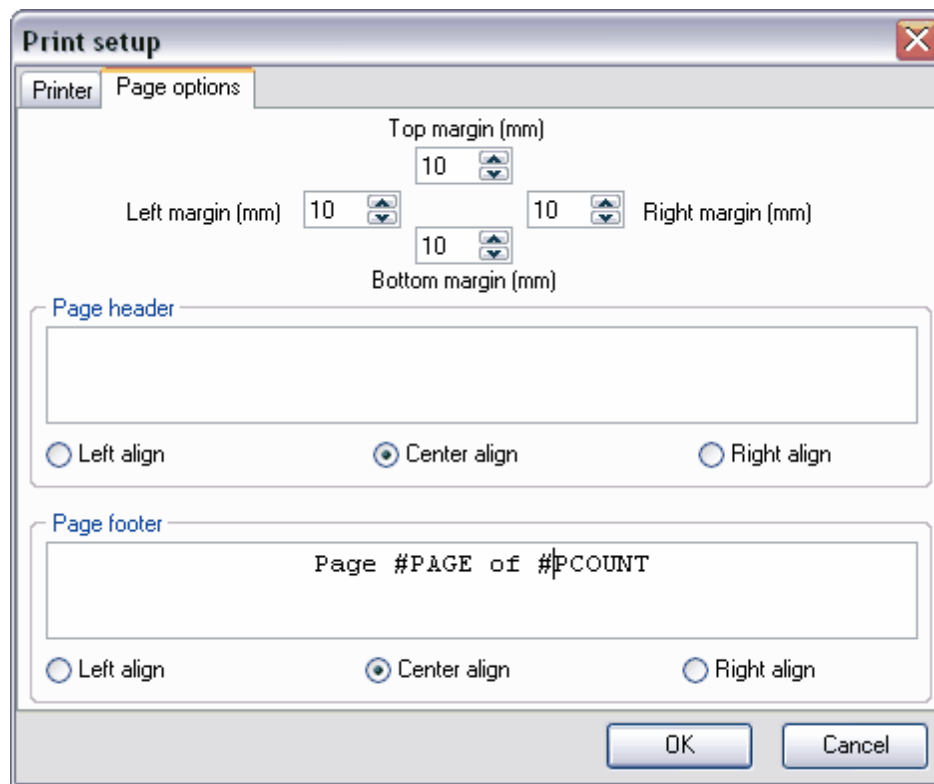 Print setup
Printer Page options
Top margin (mm)
10
Left margin (mm) 10 10 Right margin (mm)
10
Bottom margin (mm)
Page header
Left align Center align Right align
Page footer
Page #PAGE of #PCOUNT
Left align Center align Right align
OK Cancel